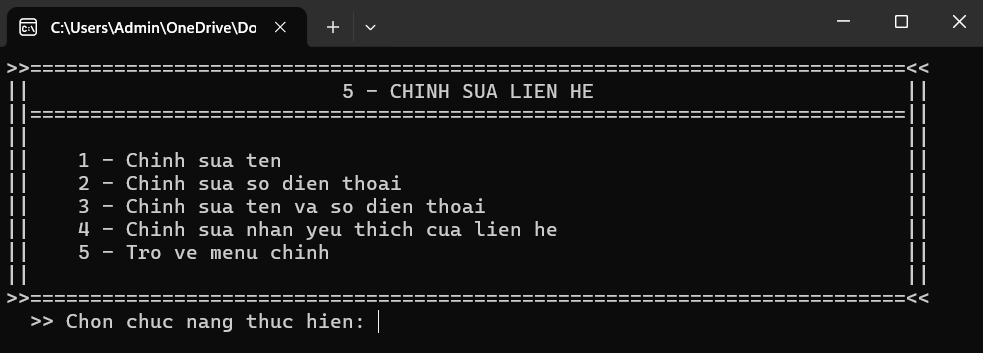 C:\Users\Admin\OneDrive\Do
>>=========================================================================<<
||                          5 - CHINH SUA LIEN HE                          ||
||=========================================================================||
||                                                                         ||
||    1 - Chinh sua ten                                                    ||
||    2 - Chinh sua so dien thoai                                          ||
||    3 - Chinh sua ten va so dien thoai                                   ||
||    4 - Chinh sua nhan yeu thich cua lien he                             ||
||    5 - Tro ve menu chinh                                                ||
||                                                                         ||
>>=========================================================================<<
  >> Chon chuc nang thuc hien: